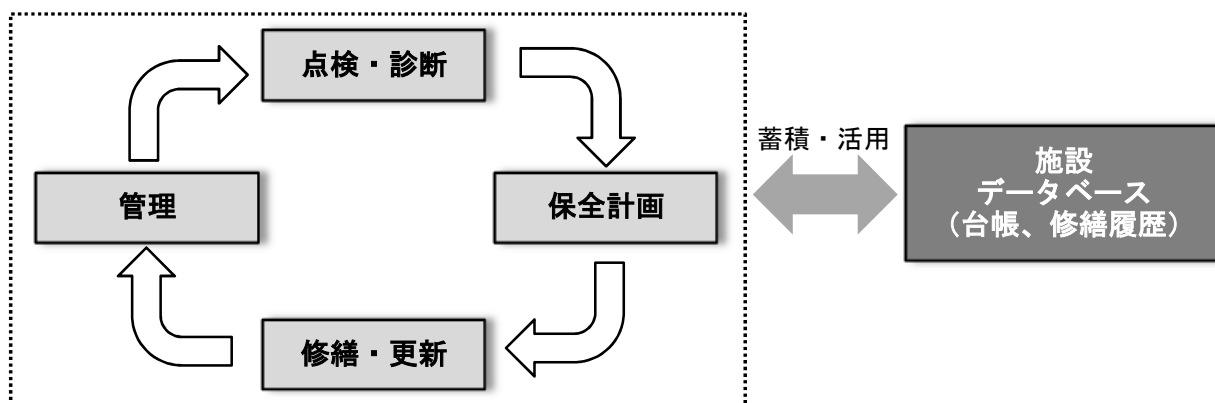 点検・診断
蓄積・活用
施設
データベース
（台帳、修繕履歴）
管理
保全計画
修繕・更新